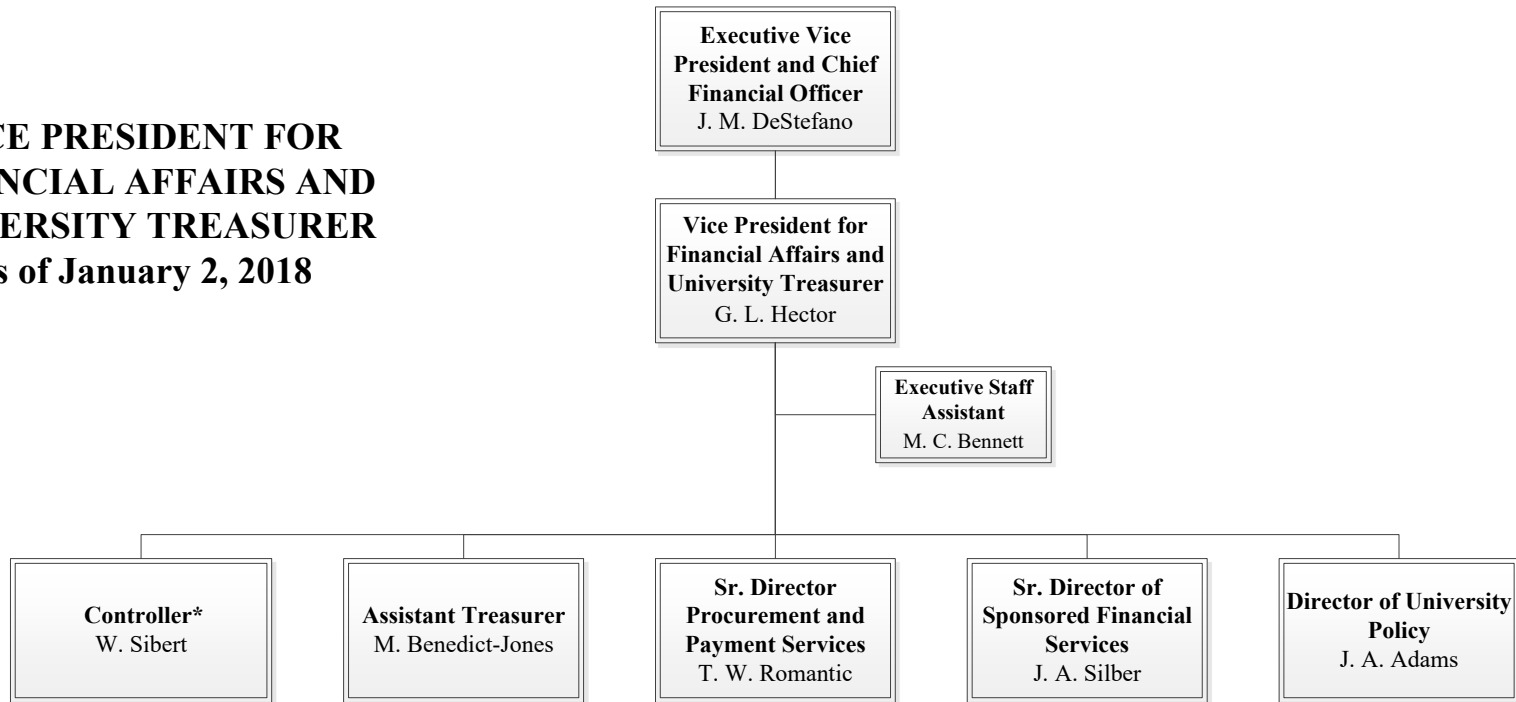 Executive Vice
President and Chief
Financial Officer
J. M. DeStefano
CE PRESIDENT FOR
NCIAL AFFAIRS AND
ERSITY TREASURER
s of January 2, 2018
Vice President for
Financial Affairs and
University Treasurer
G. L. Hector
Executive Staff
Assistant
M. C. Bennett
Controller*
W. Sibert
Assistant Treasurer
M. Benedict-Jones
Sr. Director
Procurement and
Payment Services
T. W. Romantic
Sr. Director of
Sponsored Financial
Services
J. A. Silber
Director of University
Policy
J. A. Adams